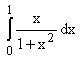 ∫₀¹ x/(1+x²) dx